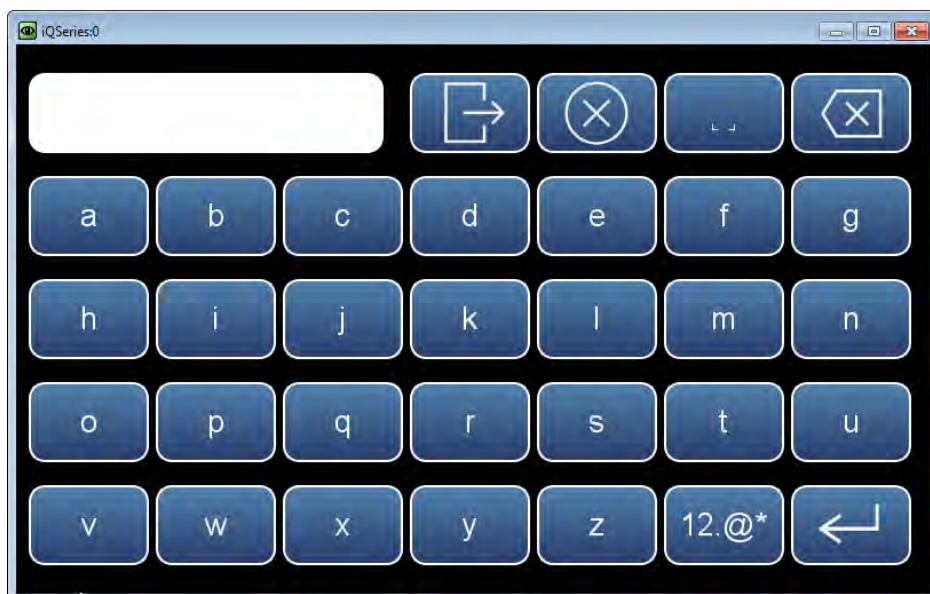 iQSeries:0
a b c d e f g
h i j k l m n
o p q r s t u
v w x y z 12.@*